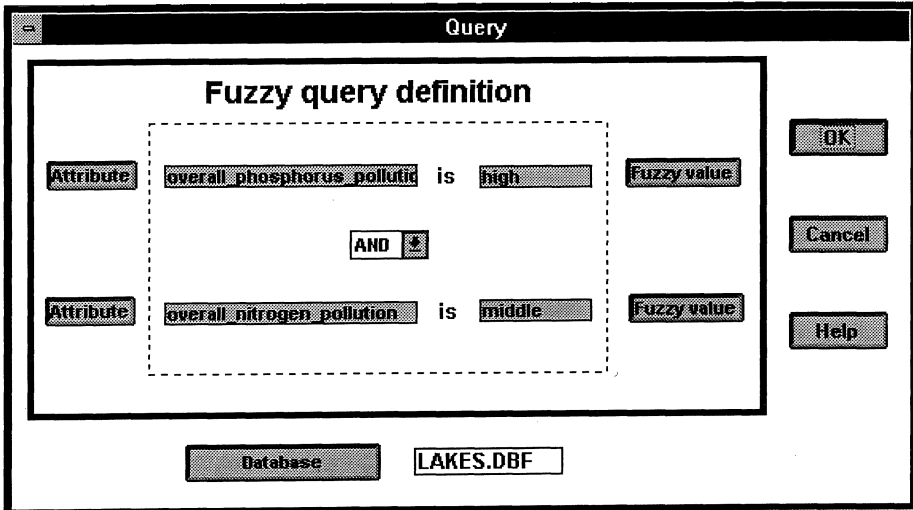 Query
Fuzzy query definition
Attribute overall_phosphorus_pollutio is high Fuzzy value
AND
Attribute overall_nitrogen_pollution is middle Fuzzy value
OK
Cancel
Help
Database LAKES.DBF